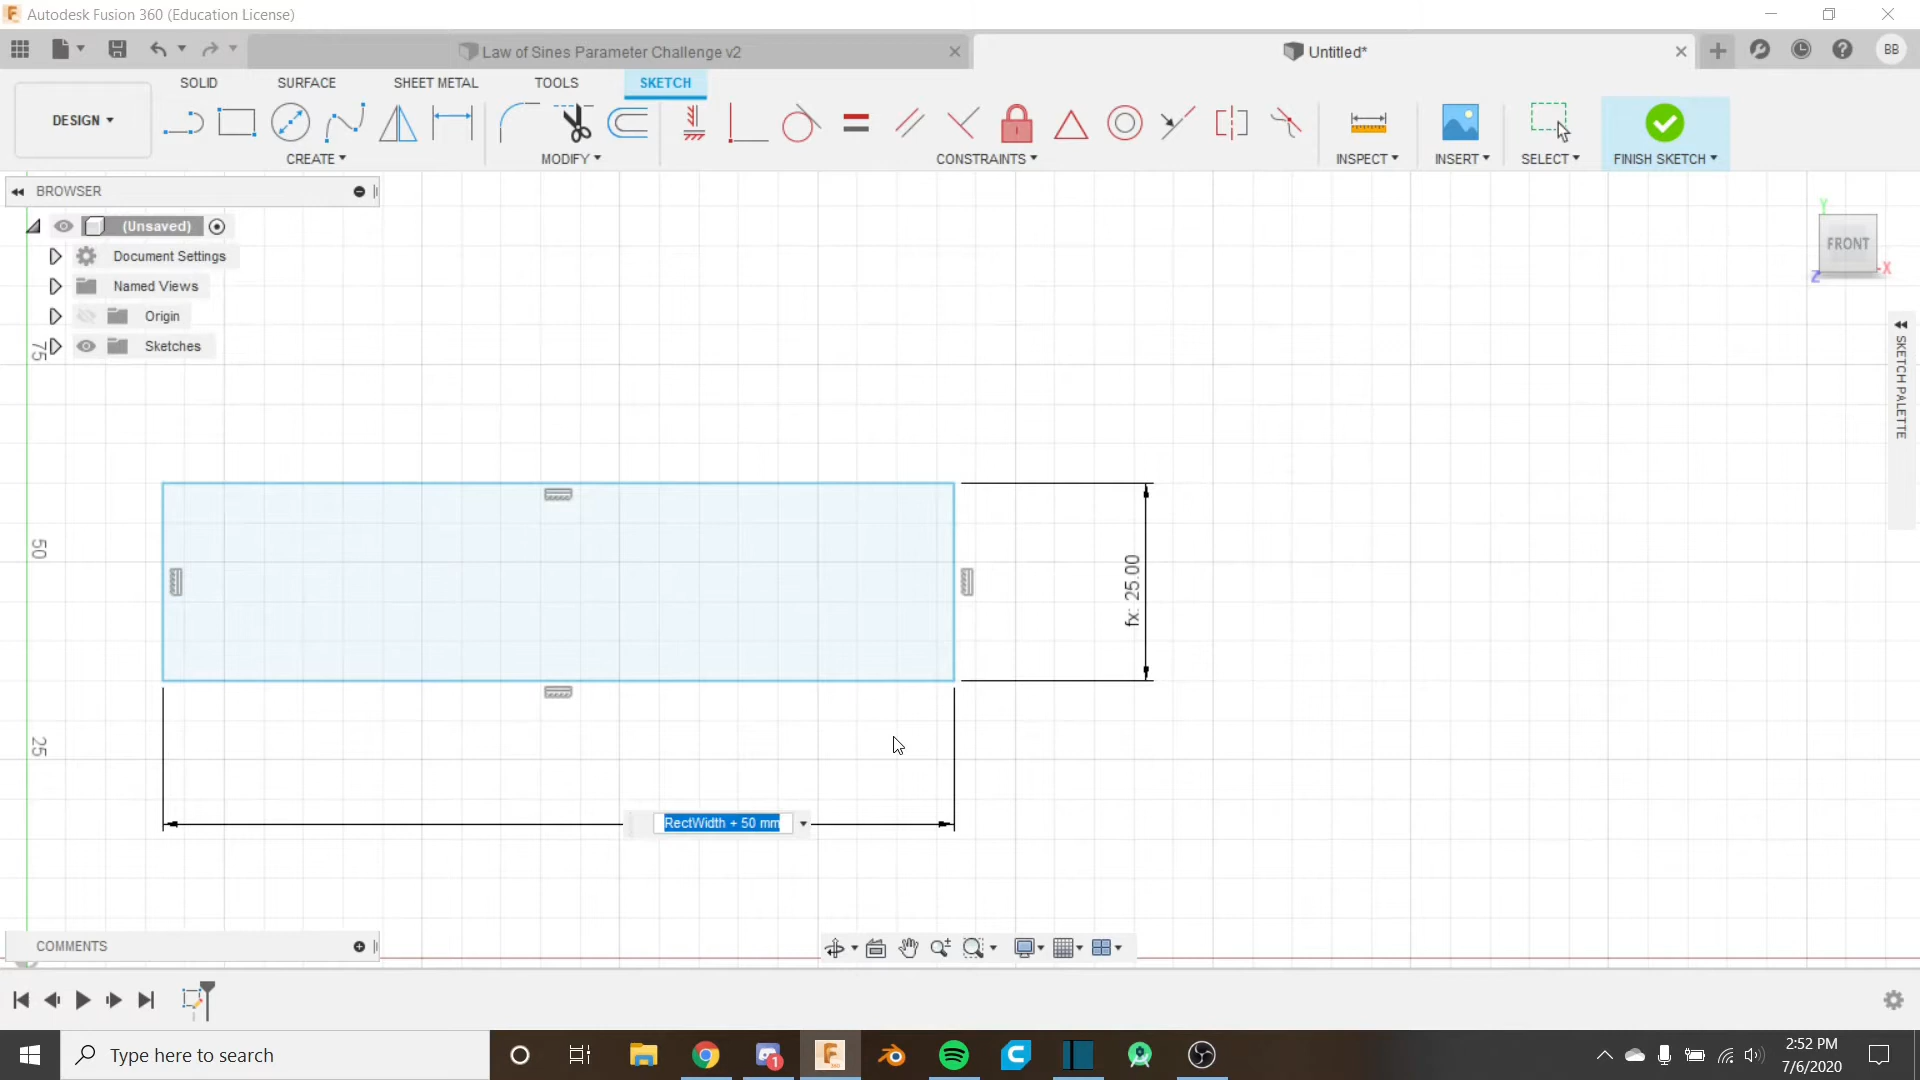 Autodesk Fusion 360 (Education License)
Law of Sines Parameter Challenge v2
Untitled*
BB
DESIGN
SOLID
SURFACE
SHEET METAL
TOOLS
SKETCH
CREATE
MODIFY
CONSTRAINTS
INSPECT
INSERT
SELECT
FINISH SKETCH
BROWSER
(Unsaved)
Document Settings
Named Views
Origin
Sketches
Y
FRONT
X
Z
SKETCH PALETTE
75
50
25
fx: 25.00
RectWidth + 50 mm
COMMENTS
Type here to search
1
2:52 PM
7/6/2020